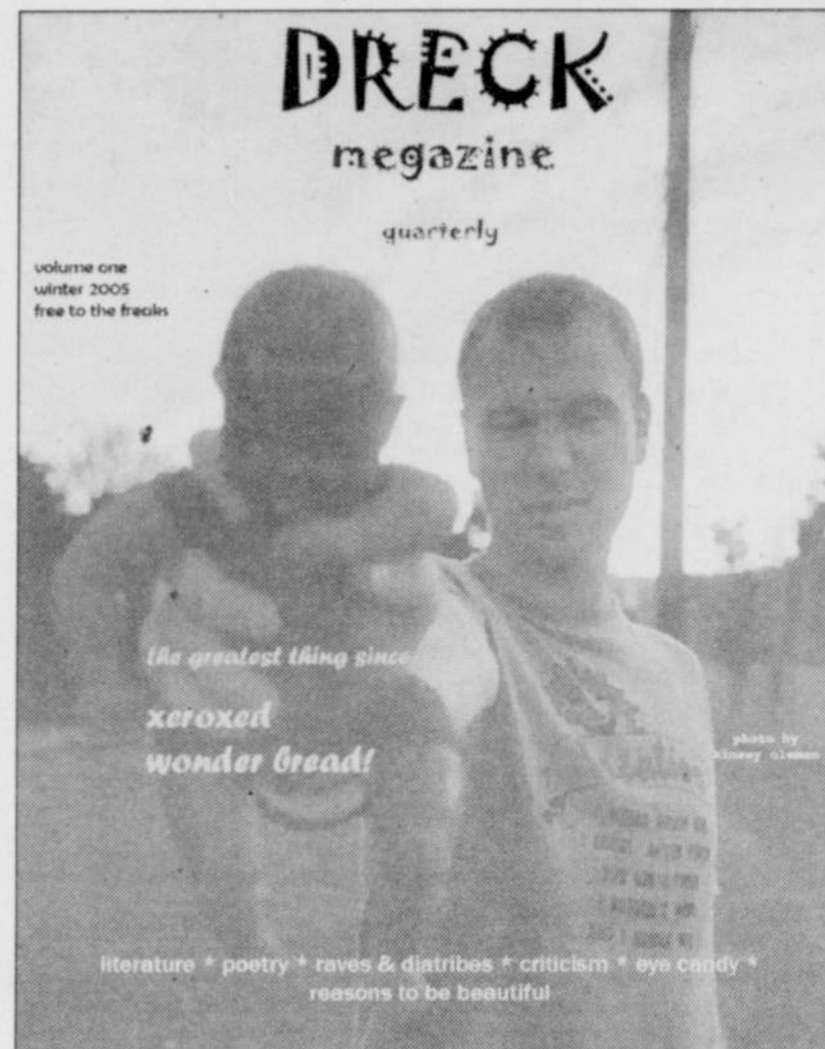 DRECK
megazine
quarterly
volume one
winter 2005
free to the freaks
the greatest thing since
xeroxed
wonder bread!
photo by
literature * poetry * raves & diatribes * criticism * eye candy *
reasons to be beautiful